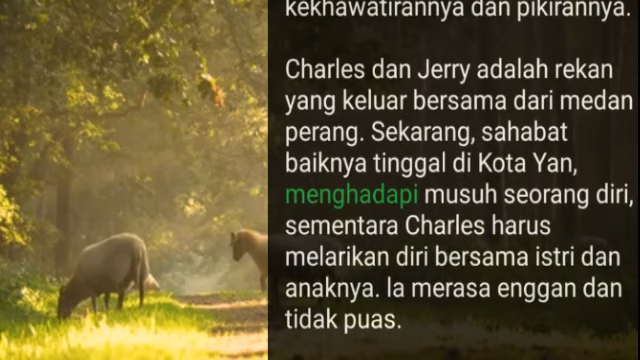 kekhawatirannya dan pikirannya.
Charles dan Jerry adalah rekan
yang keluar bersama dari medan
perang. Sekarang, sahabat
baiknya tinggal di Kota Yan,
menghadapi musuh seorang diri,
sementara Charles harus
melarikan diri bersama istri dan
anaknya. Ia merasa enggan dan
tidak puas.